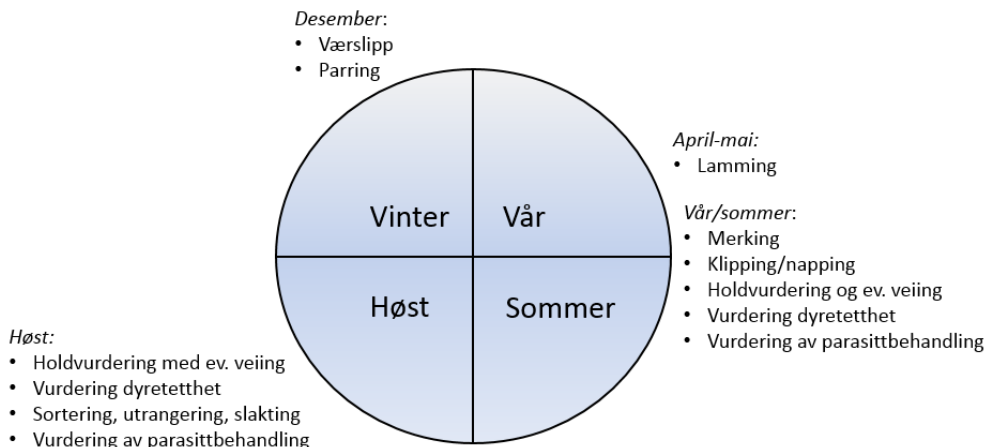 Desember:
• Værslipp
• Parring
April-mai:
• Lamming
Vinter
Vår
Vår/sommer:
• Merking
• Klipping/napping
• Holdvurdering og ev. veiing
• Vurdering dyretetthet
• Vurdering av parasittbehandling
Høst
Sommer
Høst:
• Holdvurdering med ev. veiing
• Vurdering dyretetthet
• Sortering, utrangering, slakting
• Vurdering av parasittbehandling